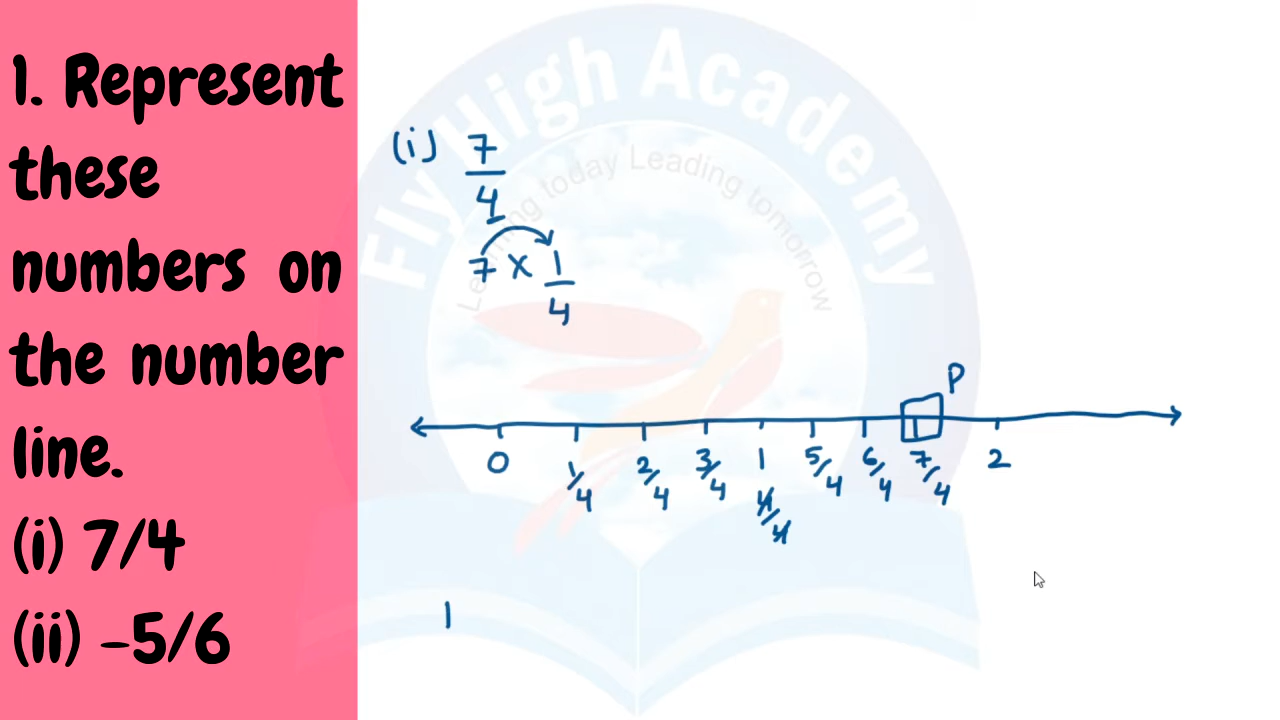 1. Represent
these
numbers on
the number
line.
(i) 7/4
(ii) -5/6
Fly High Academy
Learning today Leading tomorrow
(i) 7/4
7 × 1/4
P
0 1/4 2/4 3/4 1 5/4 6/4 7/4 2
4/4
1